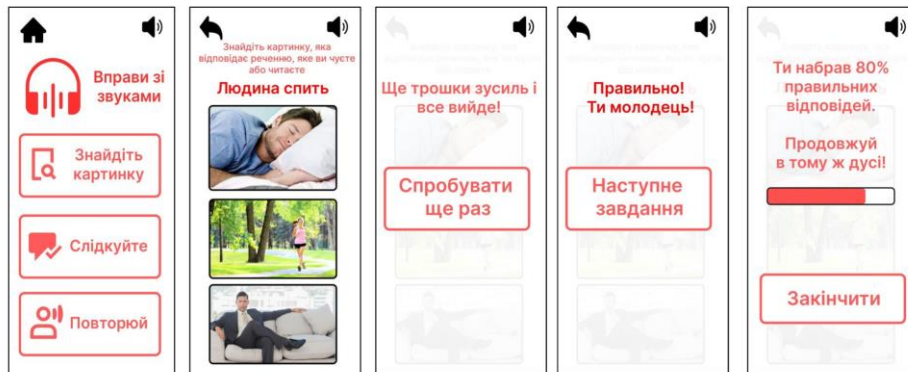 Вправи зі
звуками
Знайдіть
картинку
Слідкуйте
Повторюй
Знайдіть картинку, яка
відповідає реченню, яке ви чуєте
або читаєте
Людина спить
Ще трошки зусиль і
все вийде!
Спробувати
ще раз
Правильно!
Ти молодець!
Наступне
завдання
Ти набрав 80%
правильних
відповідей.
Продовжуй
в тому ж дусі!
Закінчити